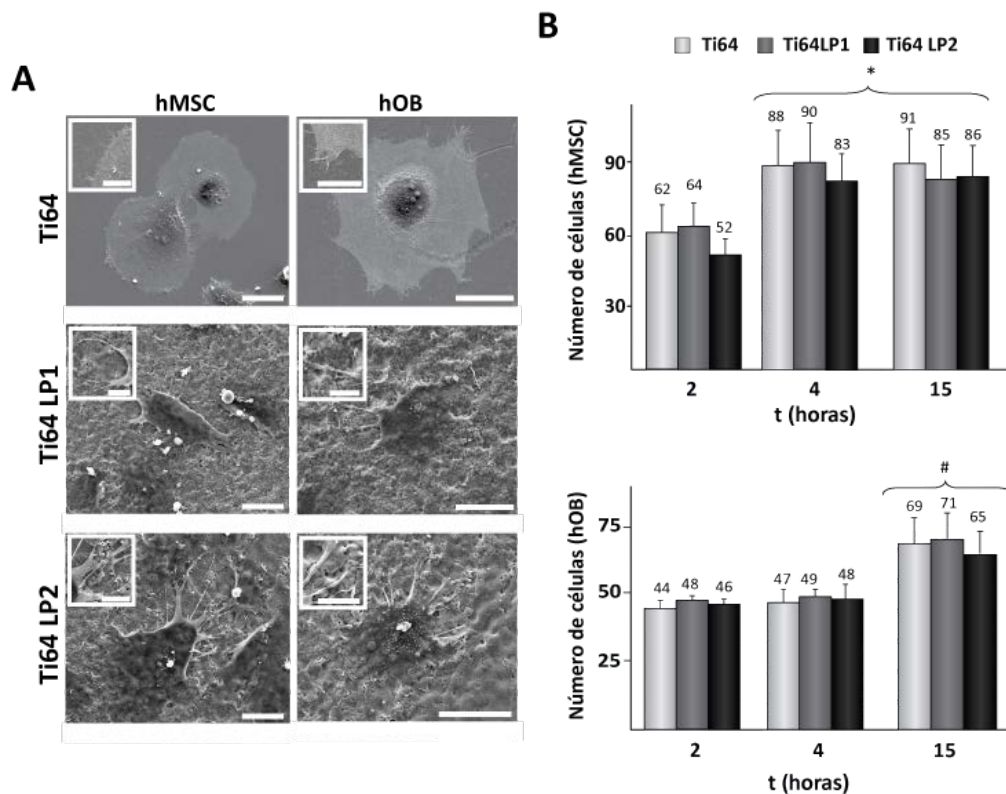 A
hMSC hOB
Ti64
Ti64 LP1
Ti64 LP2
B
Ti64 Ti64LP1 Ti64 LP2
*
Número de células (hMSC)
90
60
30
62 64 52
88 90 83
91 85 86
2 4 15
t (horas)
#
Número de células (hOB)
75
50
25
44 48 46
47 49 48
69 71 65
2 4 15
t (horas)